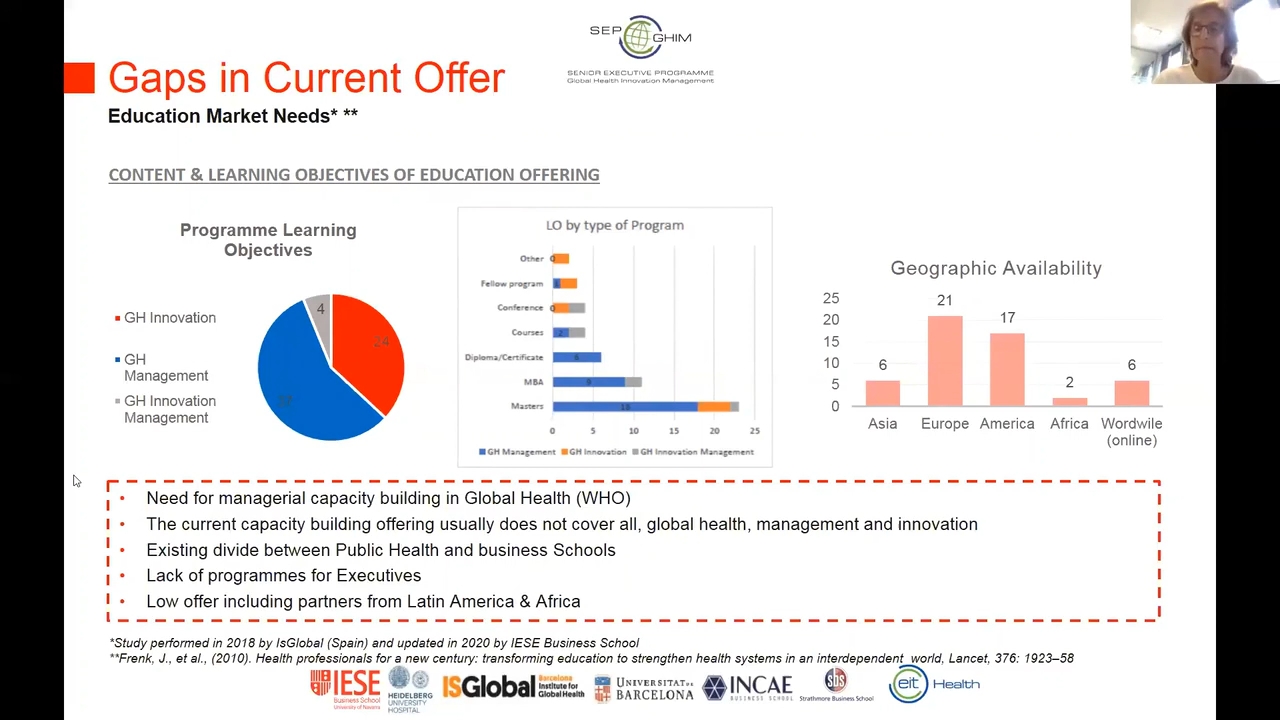 SEP GHIM
SENIOR EXECUTIVE PROGRAMME
Global Health Innovation Management
Gaps in Current Offer
Education Market Needs* **
CONTENT & LEARNING OBJECTIVES OF EDUCATION OFFERING
Programme Learning
Objectives
GH Innovation
GH
Management
GH Innovation
Management
4
24
LO by type of Program
Other
0
Fellow program
1
Conference
0
Courses
2
Diploma/Certificate
6
MBA
9
Masters
18
0 5 10 15 20 25
GH Management GH Innovation GH Innovation Management
Geographic Availability
25
20
15
10
5
0
6 21 17 2 6
Asia Europe America Africa Wordwile
(online)
• Need for managerial capacity building in Global Health (WHO)
• The current capacity building offering usually does not cover all, global health, management and innovation
• Existing divide between Public Health and business Schools
• Lack of programmes for Executives
• Low offer including partners from Latin America & Africa
*Study performed in 2018 by IsGlobal (Spain) and updated in 2020 by IESE Business School
**Frenk, J., et al., (2010). Health professionals for a new century: transforming education to strengthen health systems in an interdependent world, Lancet, 376: 1923–58
IESE
Business School
University of Navarra
HEIDELBERG
UNIVERSITY
HOSPITAL
ISGlobal
Barcelona
Institute for
Global Health
UNIVERSITAT DE
BARCELONA
INCAE
BUSINESS SCHOOL
sbs
Strathmore Business School
eit Health